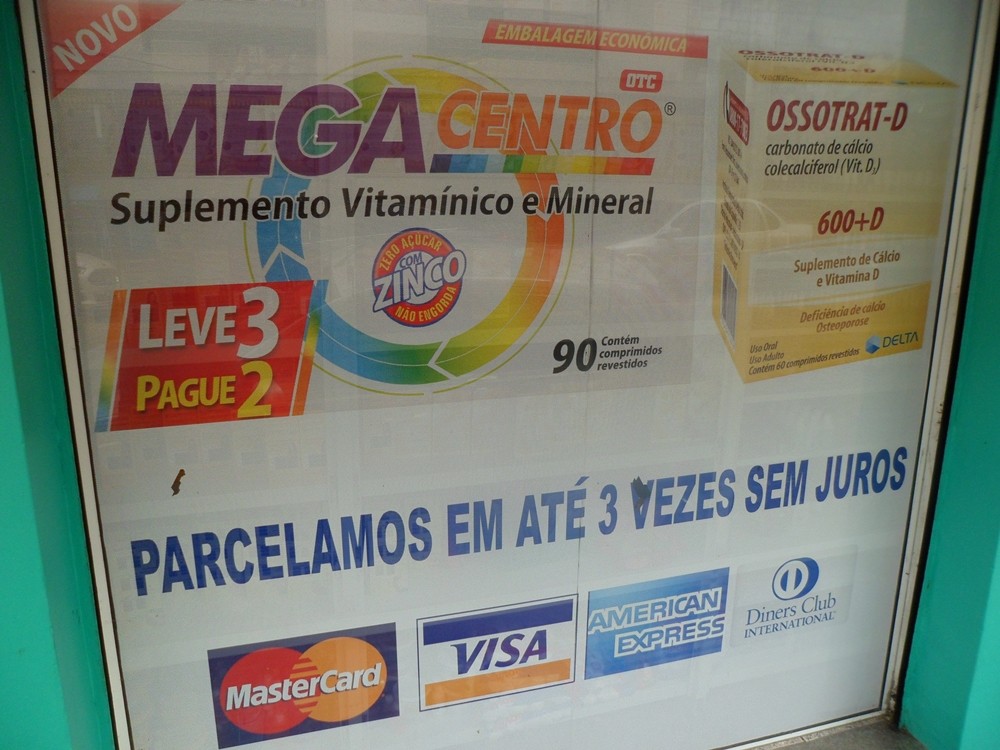 NOVO
EMBALAGEM ECONÔMICA
OTC
MEGA CENTRO®
Suplemento Vitamínico e Mineral
ZERO AÇÚCAR
COM
ZINCO
NÃO ENGORDA
LEVE 3
PAGUE 2
90 Contém
comprimidos
revestidos
OSSOTRAT-D
600+D
OSSOTRAT-D
carbonato de cálcio
colecalciferol (Vit. D₃)
600+D
Suplemento de Cálcio
e Vitamina D
Deficiência de cálcio
Osteoporose
Uso Oral
Uso Adulto
Contém 60 comprimidos revestidos
DELTA
PARCELAMOS EM ATÉ 3 VEZES SEM JUROS
MasterCard
VISA
AMERICAN
EXPRESS
Diners Club
INTERNATIONAL